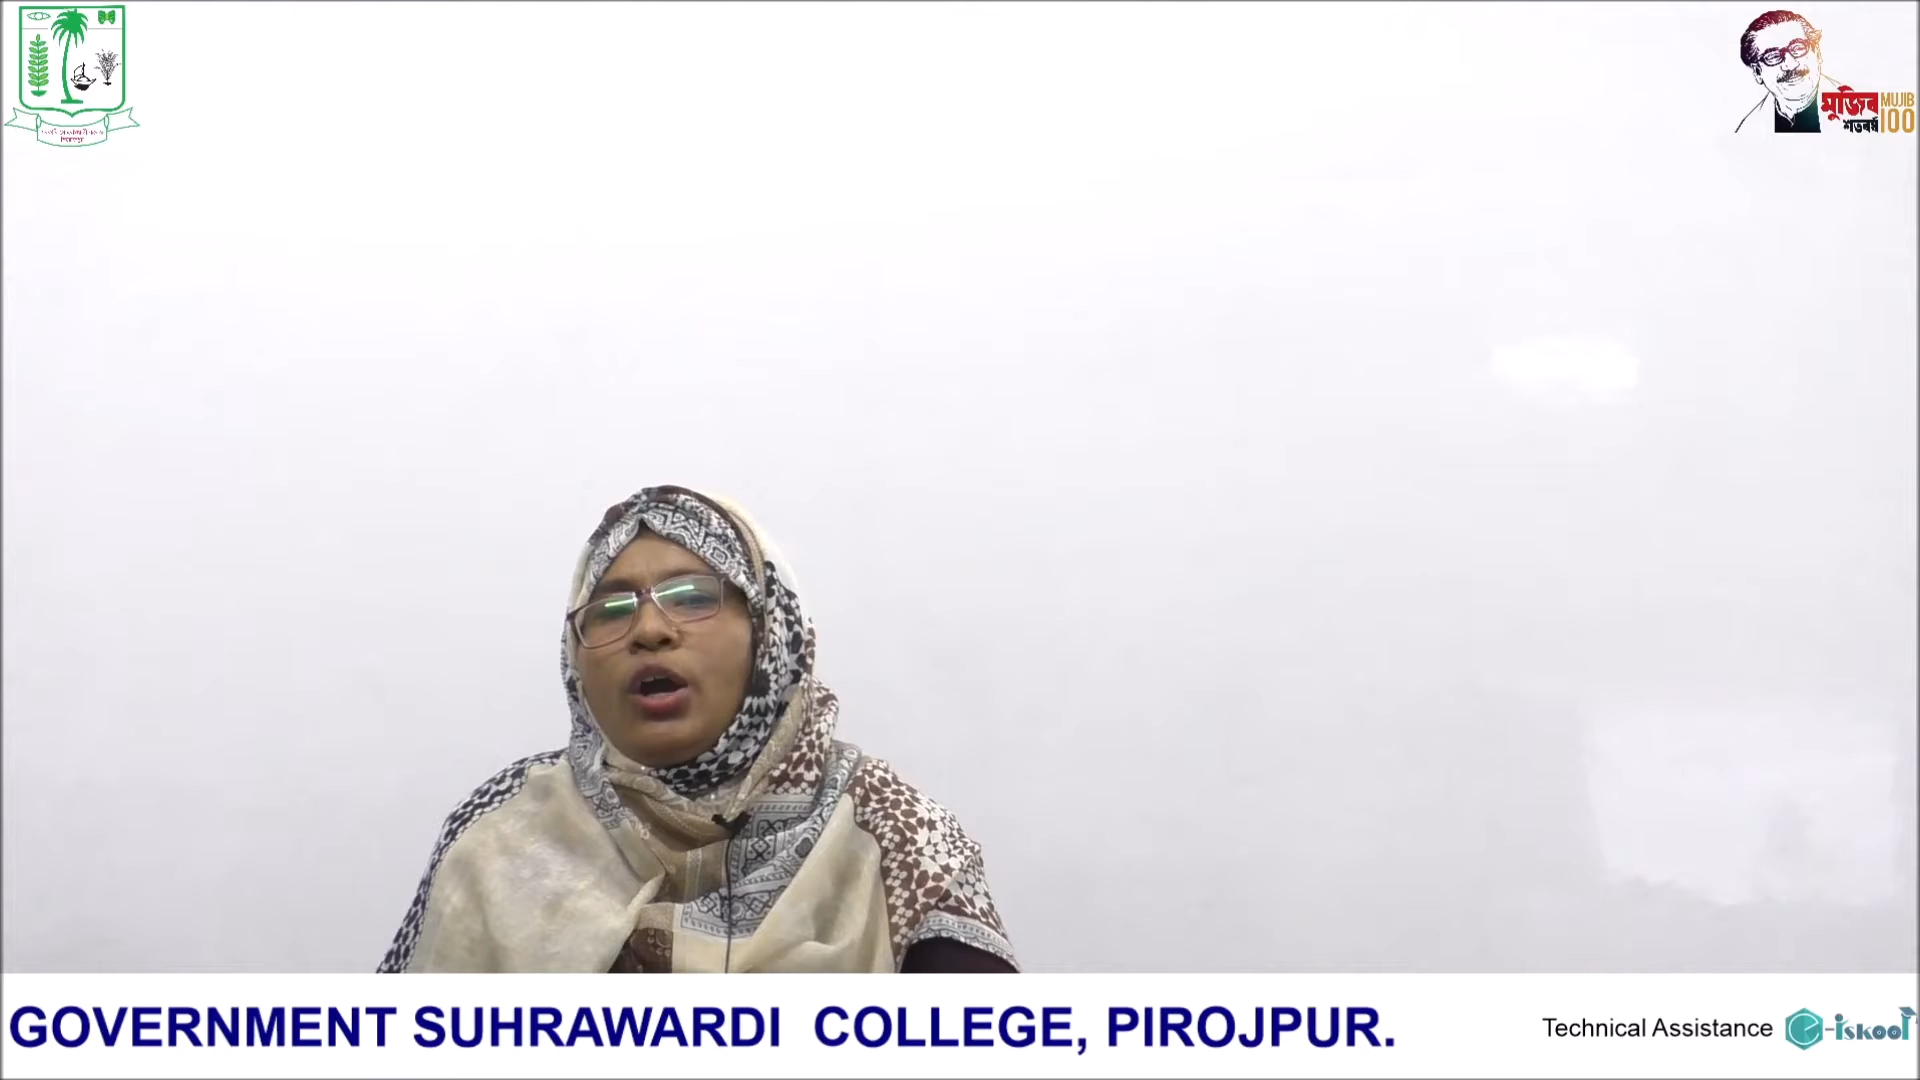 মুজিব MUJIB
শতবর্ষ 100
GOVERNMENT SUHRAWARDI COLLEGE, PIROJPUR.
Technical Assistance e-iskool